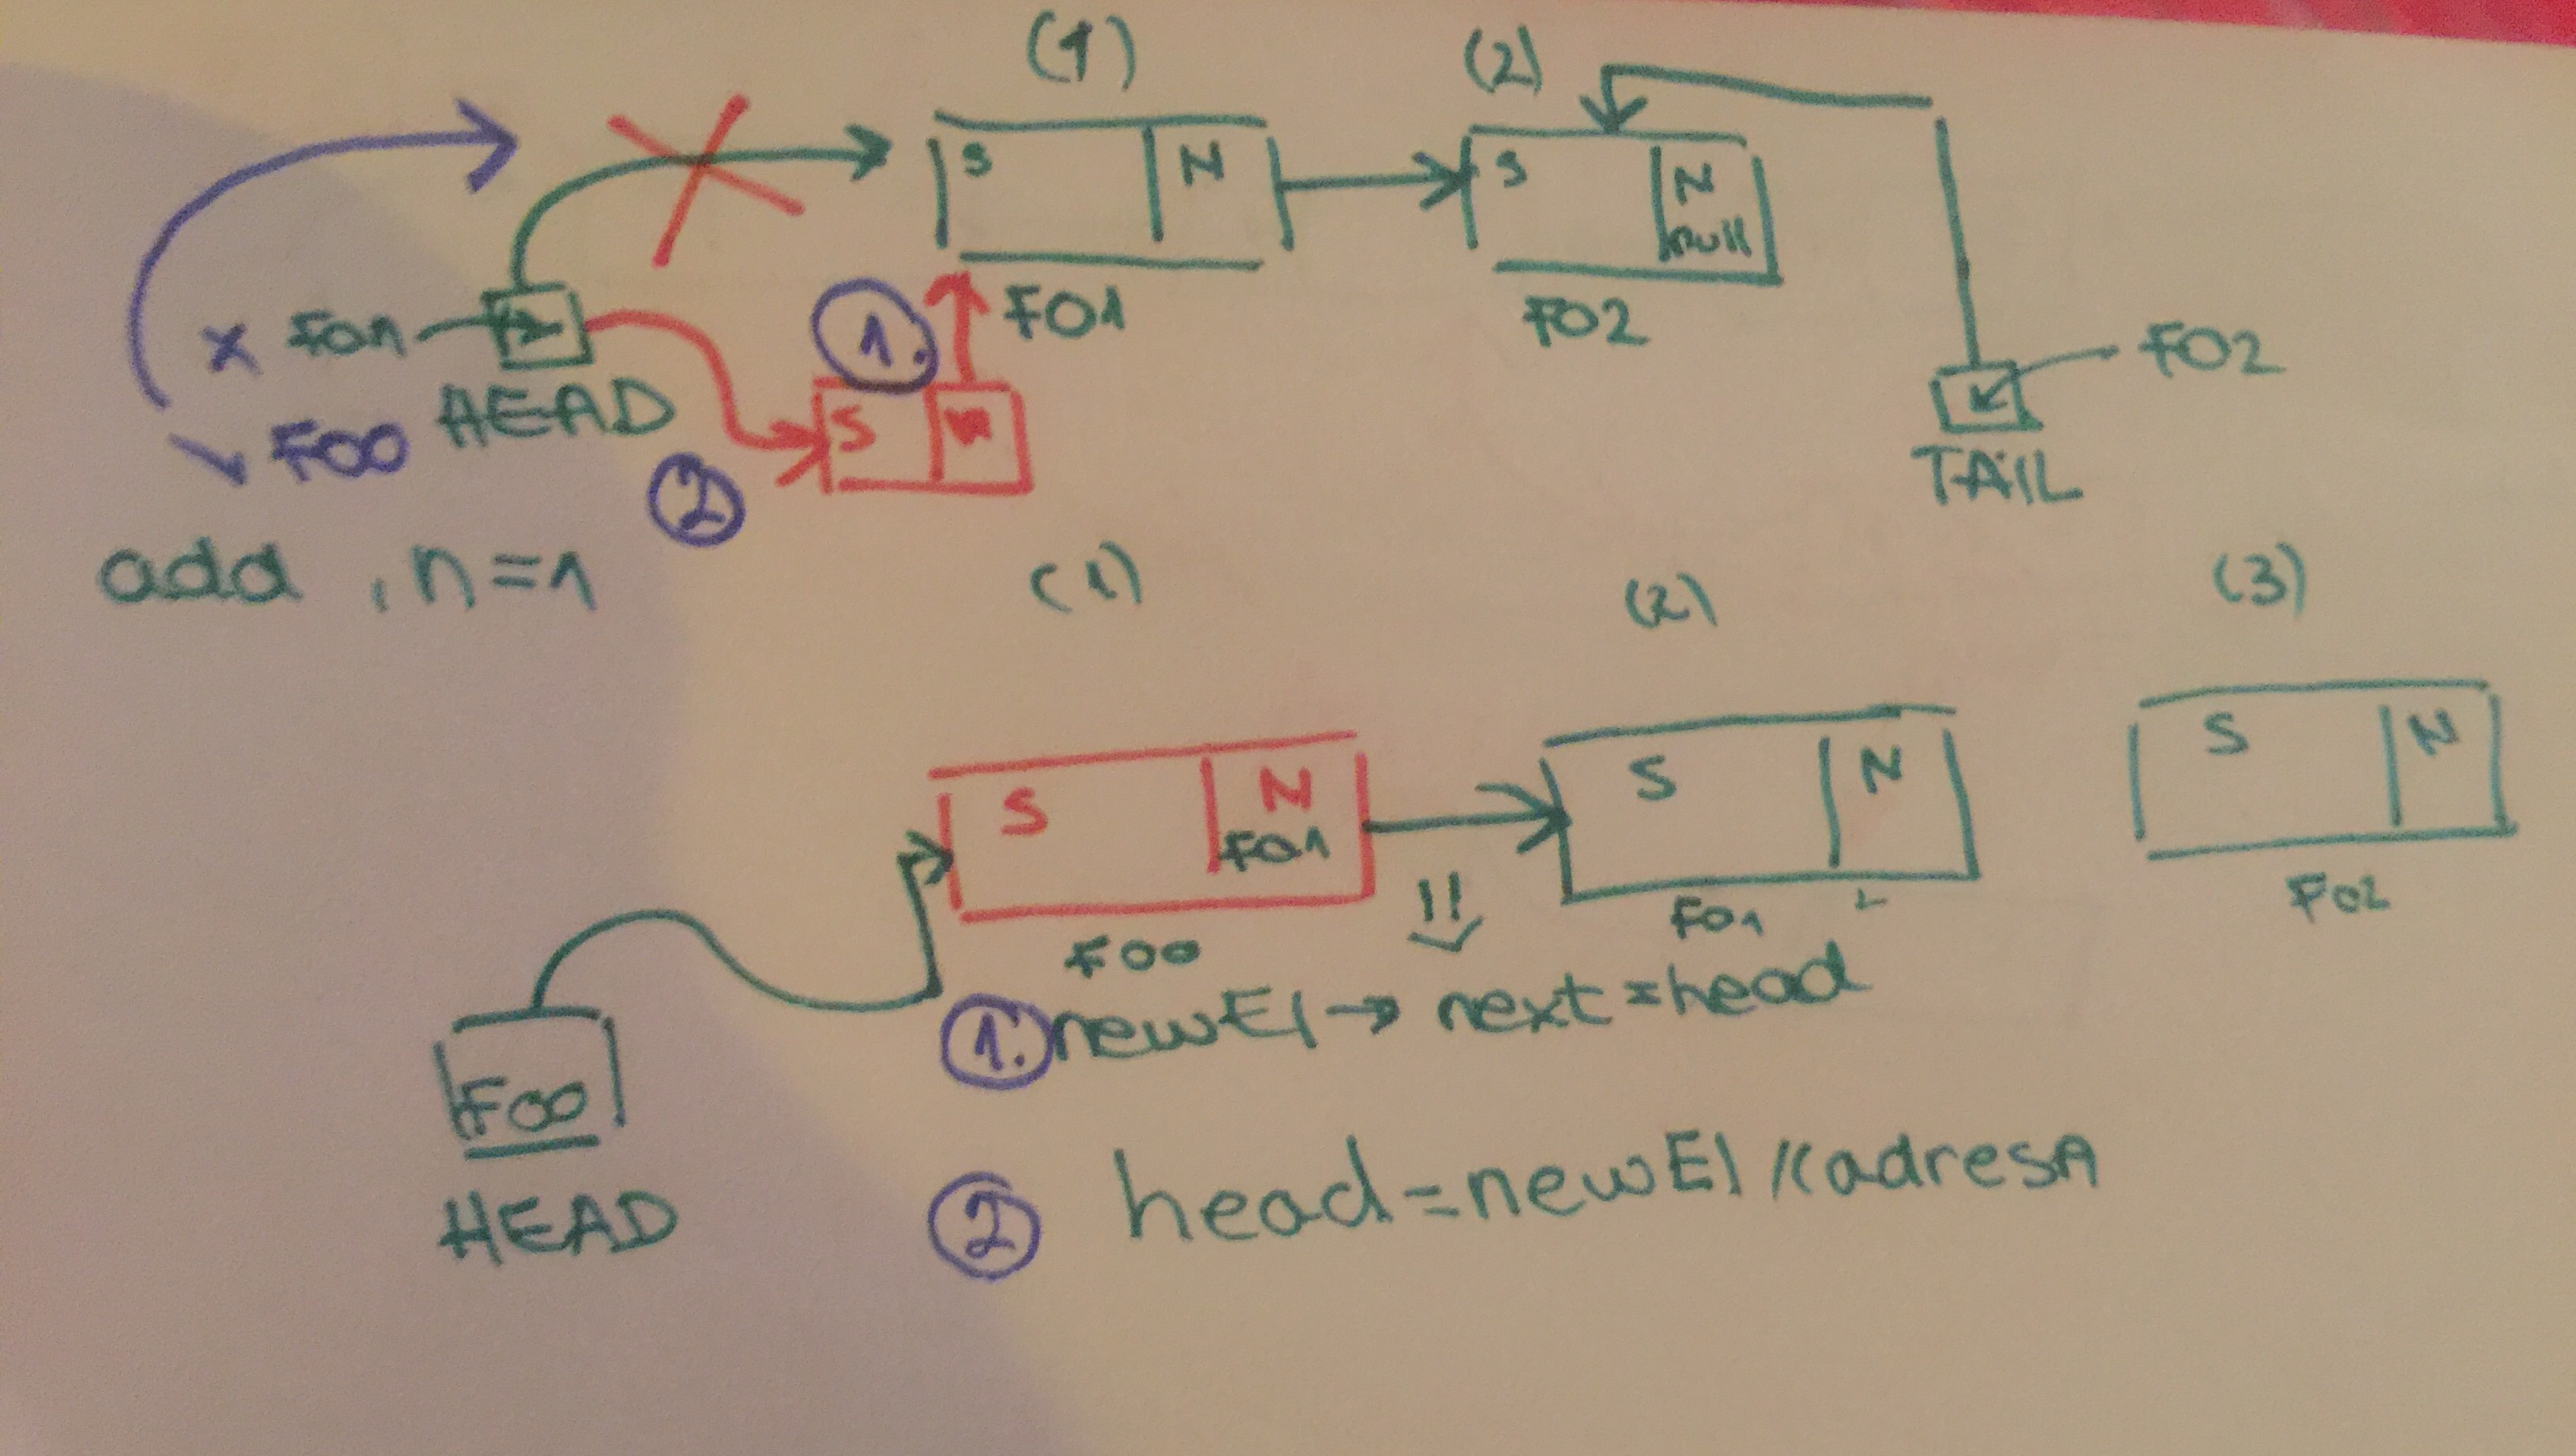 (1) (2)
S N S N
null
F01 F02
x F01 HEAD
1.
F02
✓ F00
S
TAIL
2
add , n=1
(1) (2) (3)
S N S N S N
F01
F00 F01 F02
!!
1. newEl → next = head
F00
HEAD
2 head = newEl //adresA